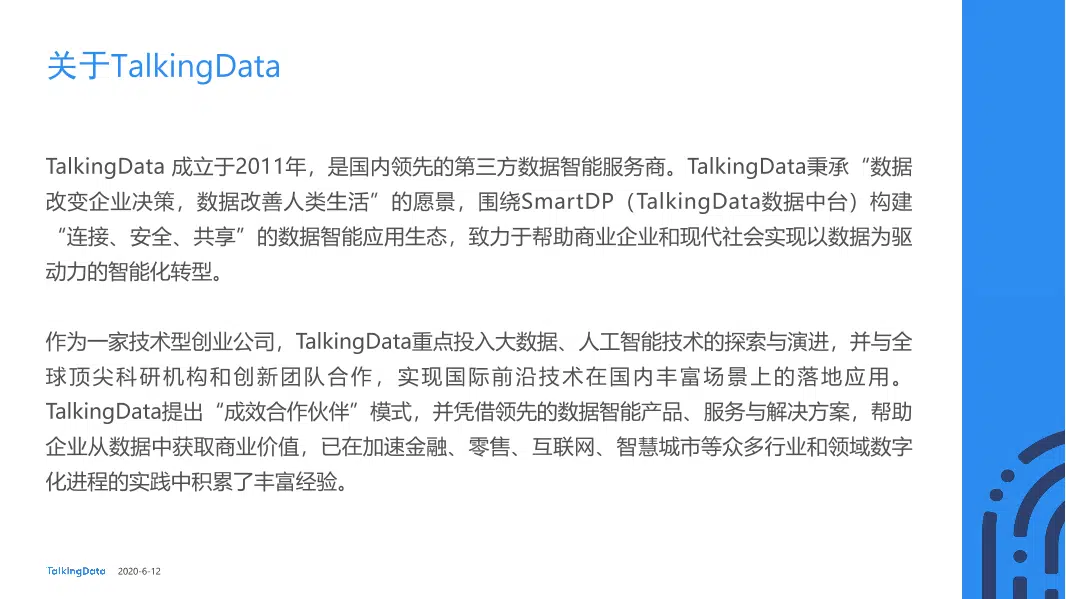 关于TalkingData
TalkingData 成立于2011年，是国内领先的第三方数据智能服务商。TalkingData秉承“数据
改变企业决策，数据改善人类生活”的愿景，围绕SmartDP（TalkingData数据中台）构建
“连接、安全、共享”的数据智能应用生态，致力于帮助商业企业和现代社会实现以数据为驱
动力的智能化转型。
作为一家技术型创业公司，TalkingData重点投入大数据、人工智能技术的探索与演进，并与全
球顶尖科研机构和创新团队合作，实现国际前沿技术在国内丰富场景上的落地应用。
TalkingData提出“成效合作伙伴”模式，并凭借领先的数据智能产品、服务与解决方案，帮助
企业从数据中获取商业价值，已在加速金融、零售、互联网、智慧城市等众多行业和领域数字
化进程的实践中积累了丰富经验。
TalkingData 2020-6-12